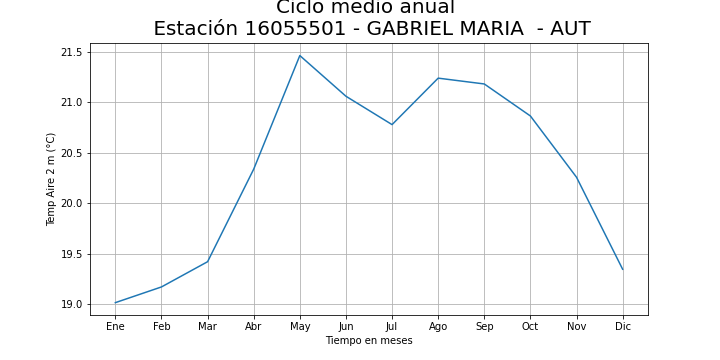 Ciclo medio anual
Estación 16055501 - GABRIEL MARIA  - AUT
21.5
21.0
20.5
20.0
19.5
19.0
Temp Aire 2 m (°C)
Ene Feb Mar Abr May Jun Jul Ago Sep Oct Nov Dic
Tiempo en meses